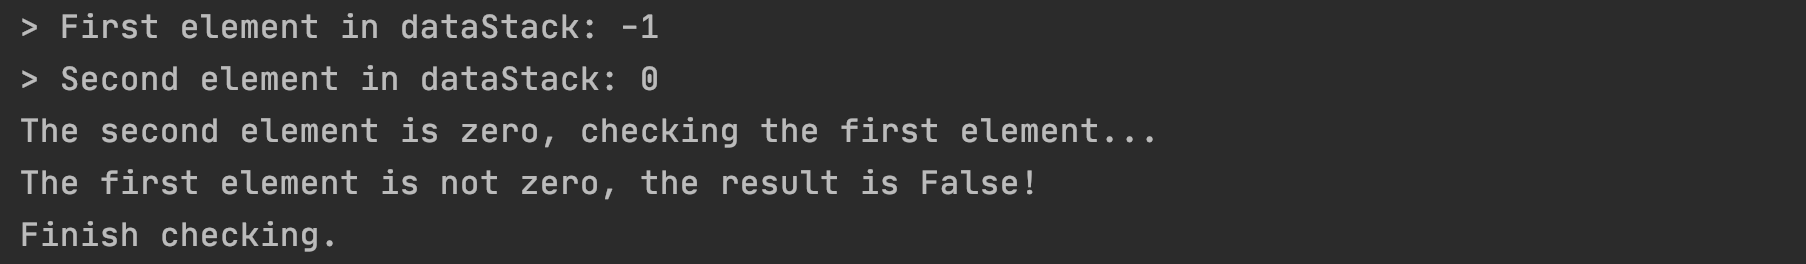 > First element in dataStack: -1
> Second element in dataStack: 0
The second element is zero, checking the first element...
The first element is not zero, the result is False!
Finish checking.